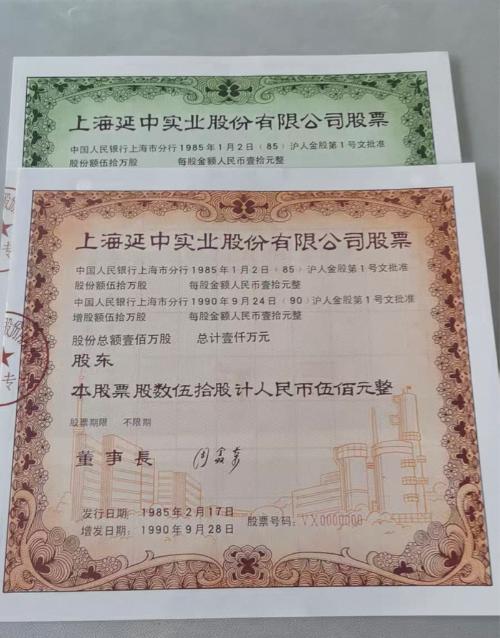 上海延中实业股份有限公司股票
中国人民银行上海市分行1985年1月2日（85）沪人金股第1号文批准
股份额伍拾万股 每股金额人民币壹拾元整
上海延中实业股份有限公司股票
中国人民银行上海市分行1985年1月2日（85）沪人金股第1号文批准
股份额伍拾万股 每股金额人民币壹拾元整
中国人民银行上海市分行1990年9月24日（90）沪人金股第1号文批准
增股额伍拾万股 每股金额人民币壹拾元整
股份总额壹佰万股 总计壹仟万元
股东
本股票股数伍拾股计人民币伍佰元整
股票期限 不限期
董事長
发行日期：1985年2月17日
增发日期：1990年9月28日
股票号码：VX0000000